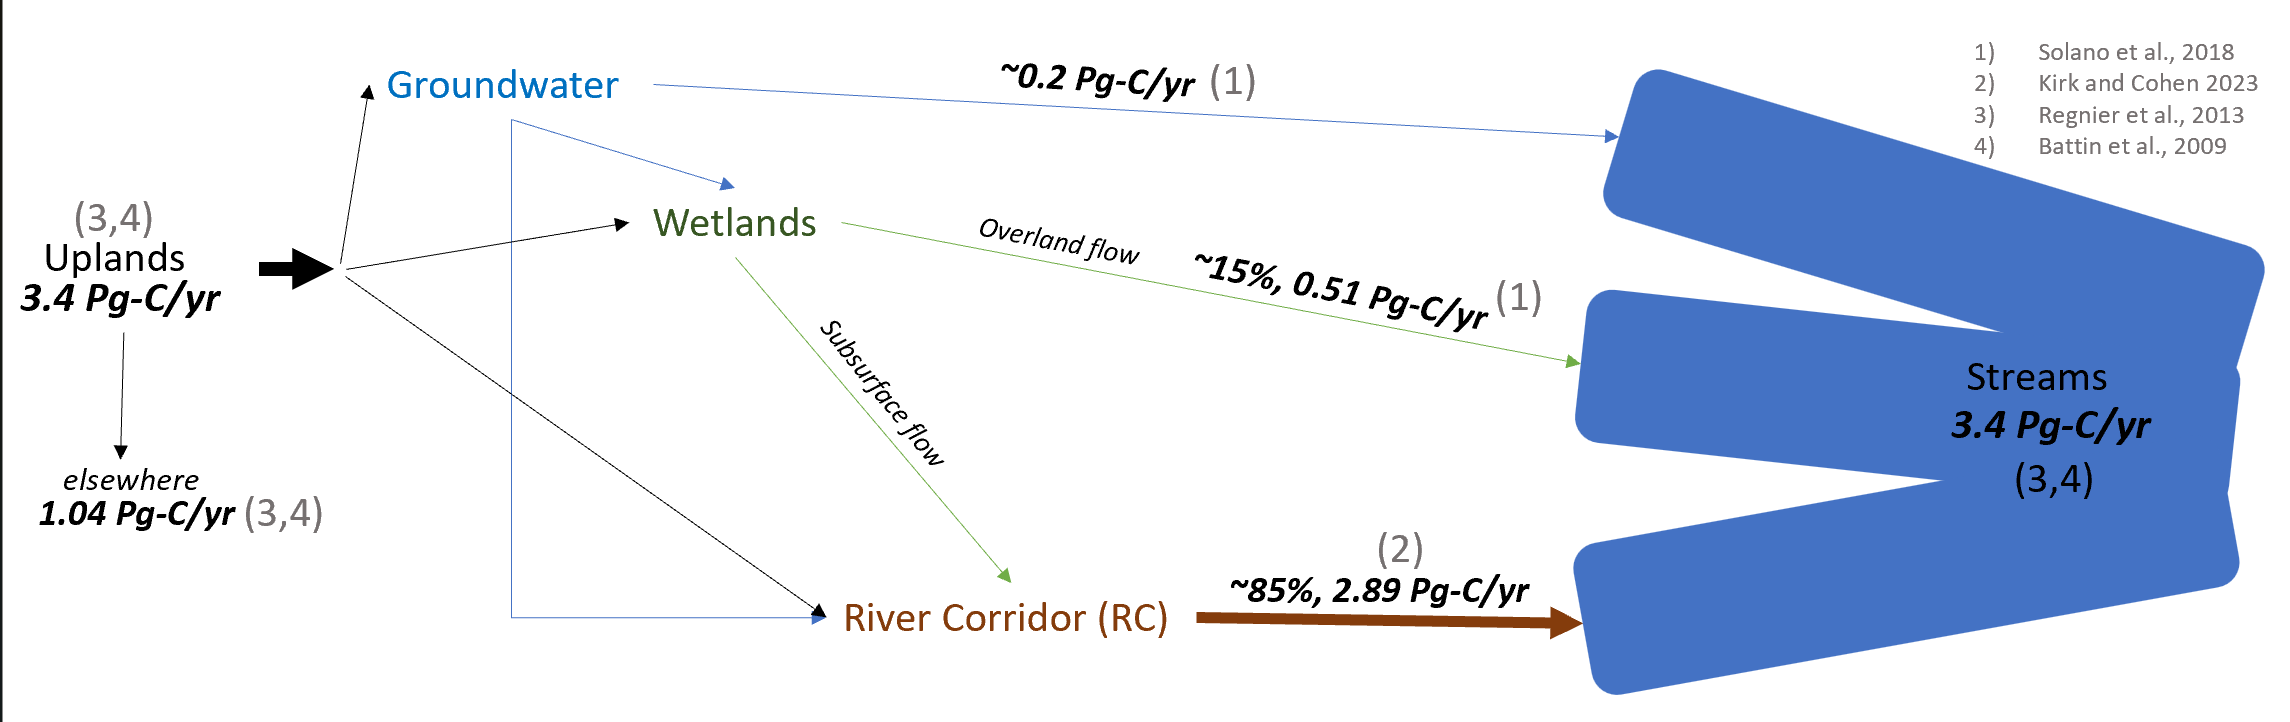 1) Solano et al., 2018
2) Kirk and Cohen 2023
3) Regnier et al., 2013
4) Battin et al., 2009
Groundwater
~0.2 Pg-C/yr (1)
(3,4)
Uplands
3.4 Pg-C/yr
Wetlands
Overland flow
~15%, 0.51 Pg-C/yr (1)
Subsurface flow
Streams
3.4 Pg-C/yr
(3,4)
elsewhere
1.04 Pg-C/yr (3,4)
(2)
~85%, 2.89 Pg-C/yr
River Corridor (RC)